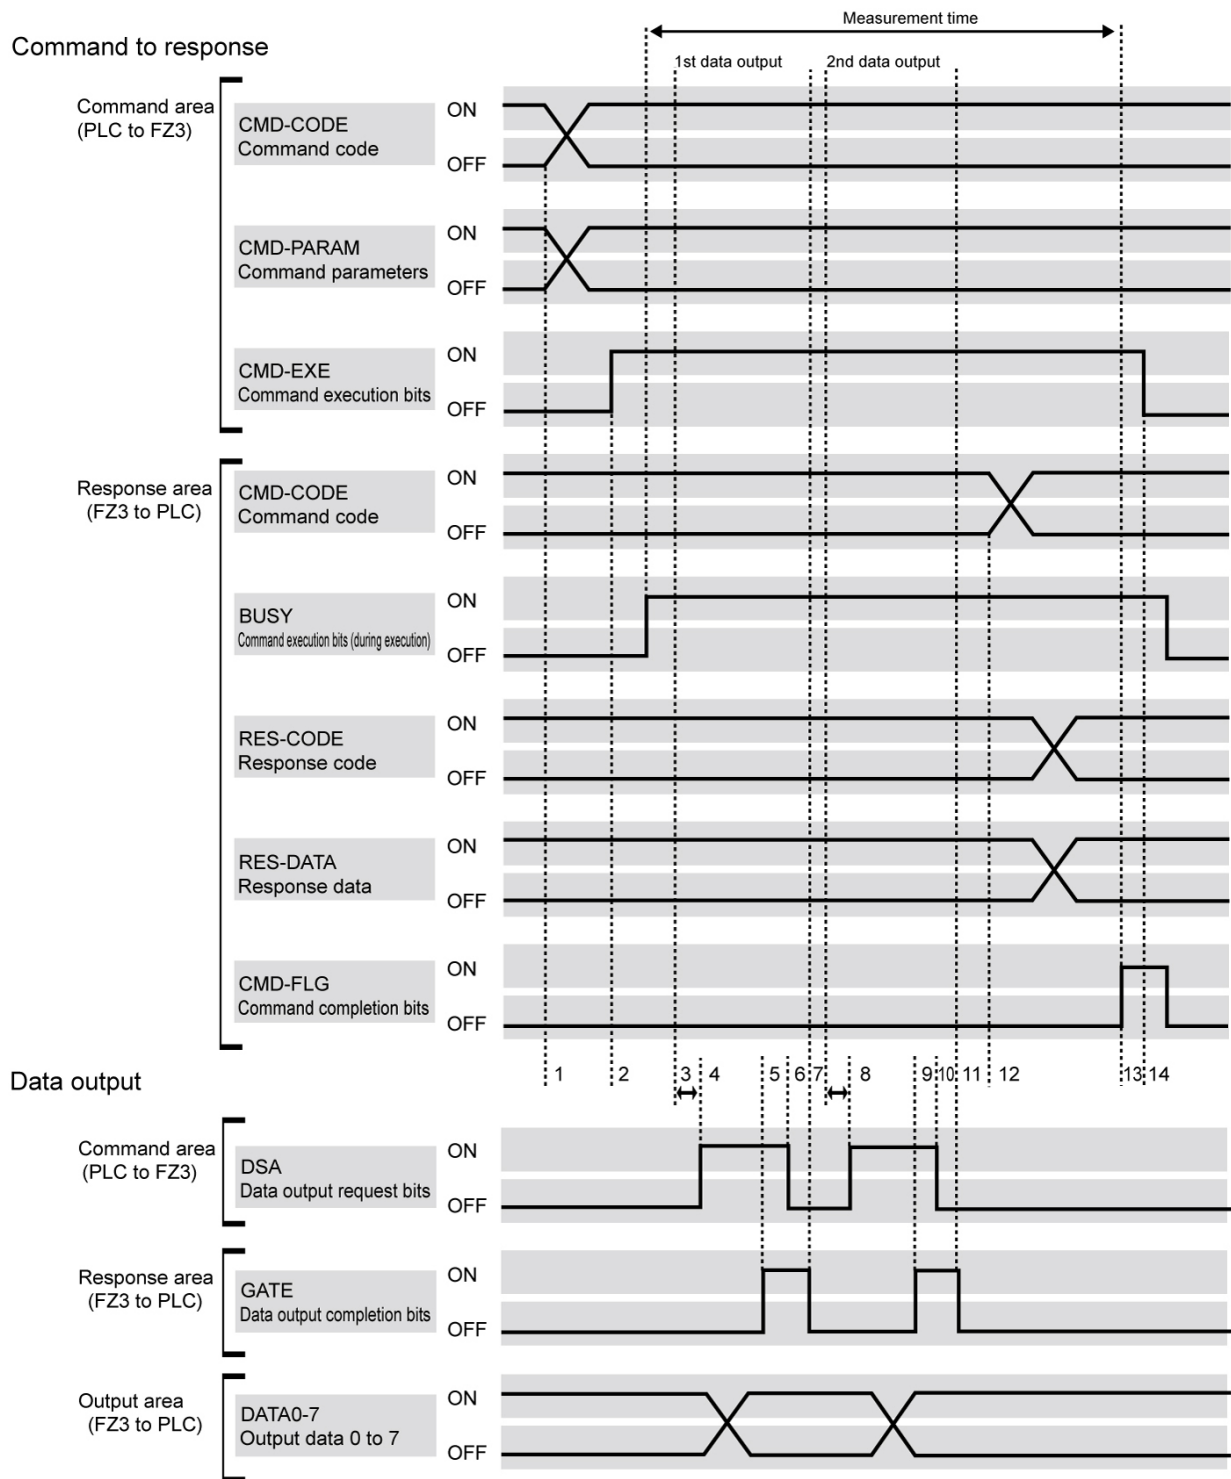 Measurement time
Command to response
1st data output
2nd data output
Command area
(PLC to FZ3)
CMD-CODE
Command code
ON
OFF
CMD-PARAM
Command parameters
ON
OFF
CMD-EXE
Command execution bits
ON
OFF
Response area
(FZ3 to PLC)
CMD-CODE
Command code
ON
OFF
BUSY
Command execution bits (during execution)
ON
OFF
RES-CODE
Response code
ON
OFF
RES-DATA
Response data
ON
OFF
CMD-FLG
Command completion bits
ON
OFF
1 2 3 4 5 6 7 8 9 10 11 12 13 14
Data output
Command area
(PLC to FZ3)
DSA
Data output request bits
ON
OFF
Response area
(FZ3 to PLC)
GATE
Data output completion bits
ON
OFF
Output area
(FZ3 to PLC)
DATA0-7
Output data 0 to 7
ON
OFF